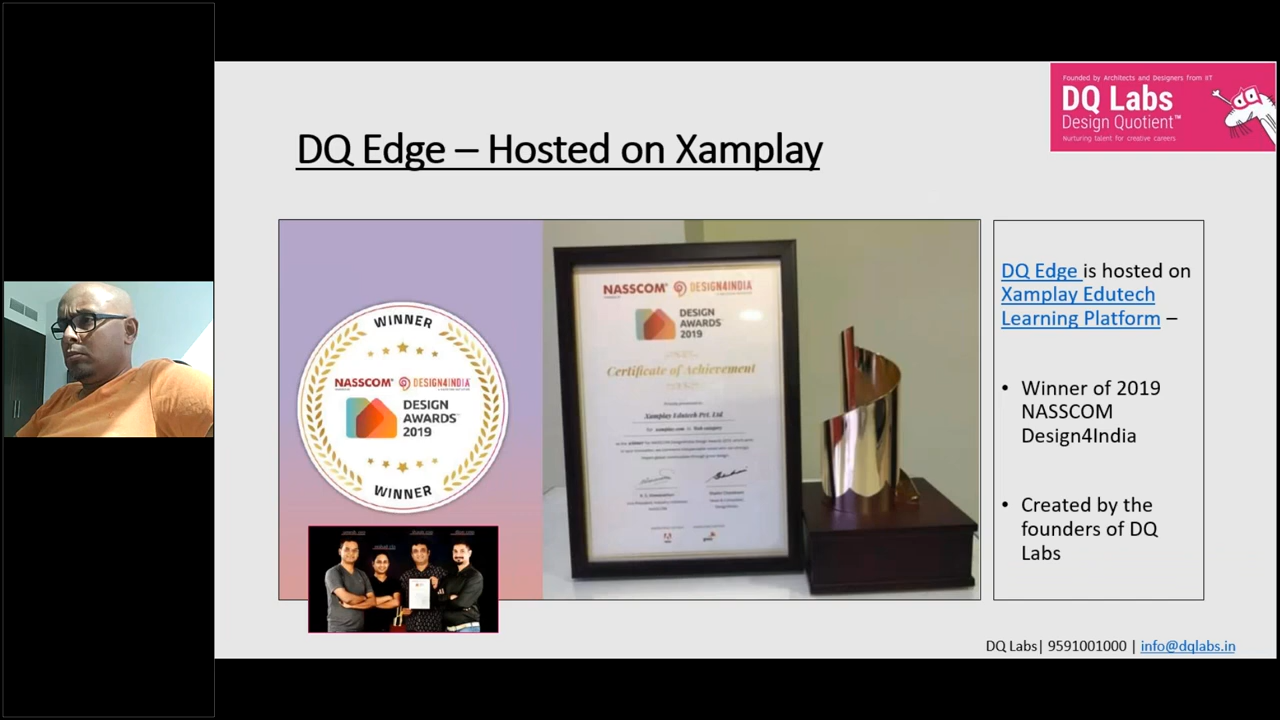 Founded by Architects and Designers from IIT
DQ Labs
Design Quotient™
Nurturing talent for creative careers
DQ Edge – Hosted on Xamplay
WINNER
NASSCOM® DESIGN4INDIA
DESIGN
AWARDS
2019
WINNER
NASSCOM® DESIGN4INDIA
DESIGN
AWARDS
2019
Certificate of Achievement
Xamplay Edutech Pvt. Ltd
DQ Edge is hosted on
Xamplay Edutech
Learning Platform –
• Winner of 2019
NASSCOM
Design4India
• Created by the
founders of DQ
Labs
DQ Labs| 9591001000 | info@dqlabs.in